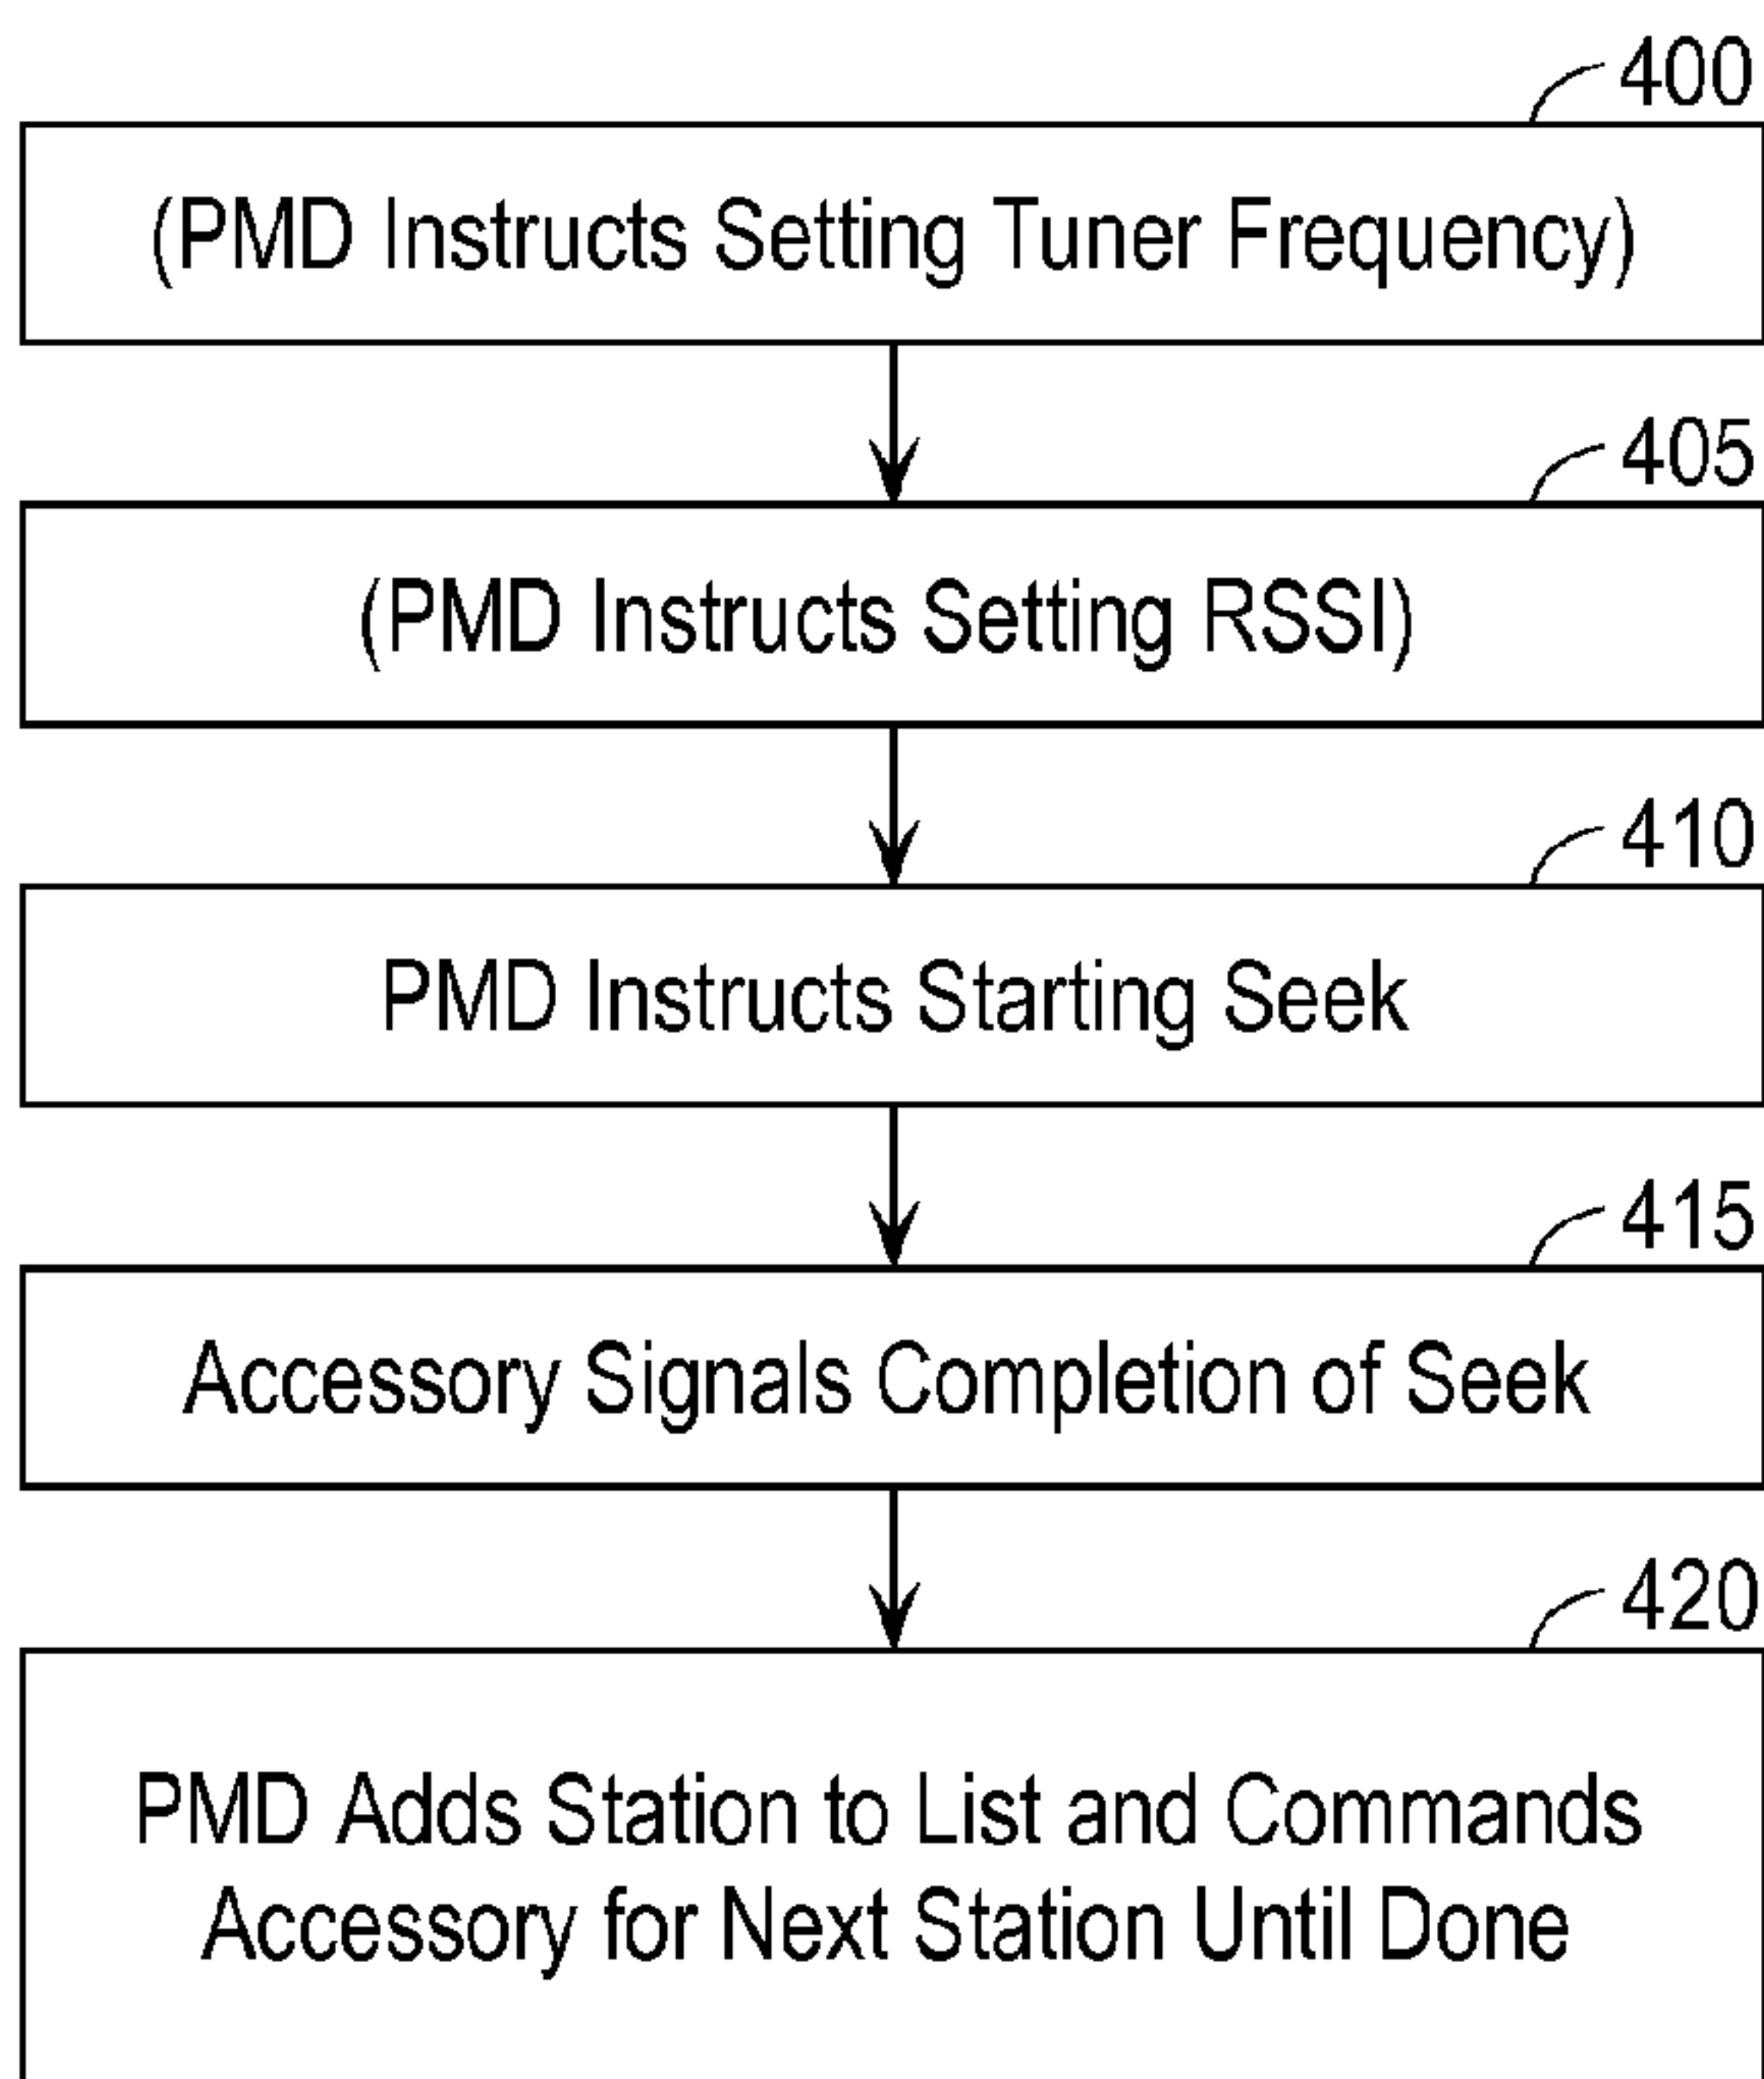 400
(PMD Instructs Setting Tuner Frequency)
405
(PMD Instructs Setting RSSI)
410
PMD Instructs Starting Seek
415
Accessory Signals Completion of Seek
420
PMD Adds Station to List and Commands
Accessory for Next Station Until Done